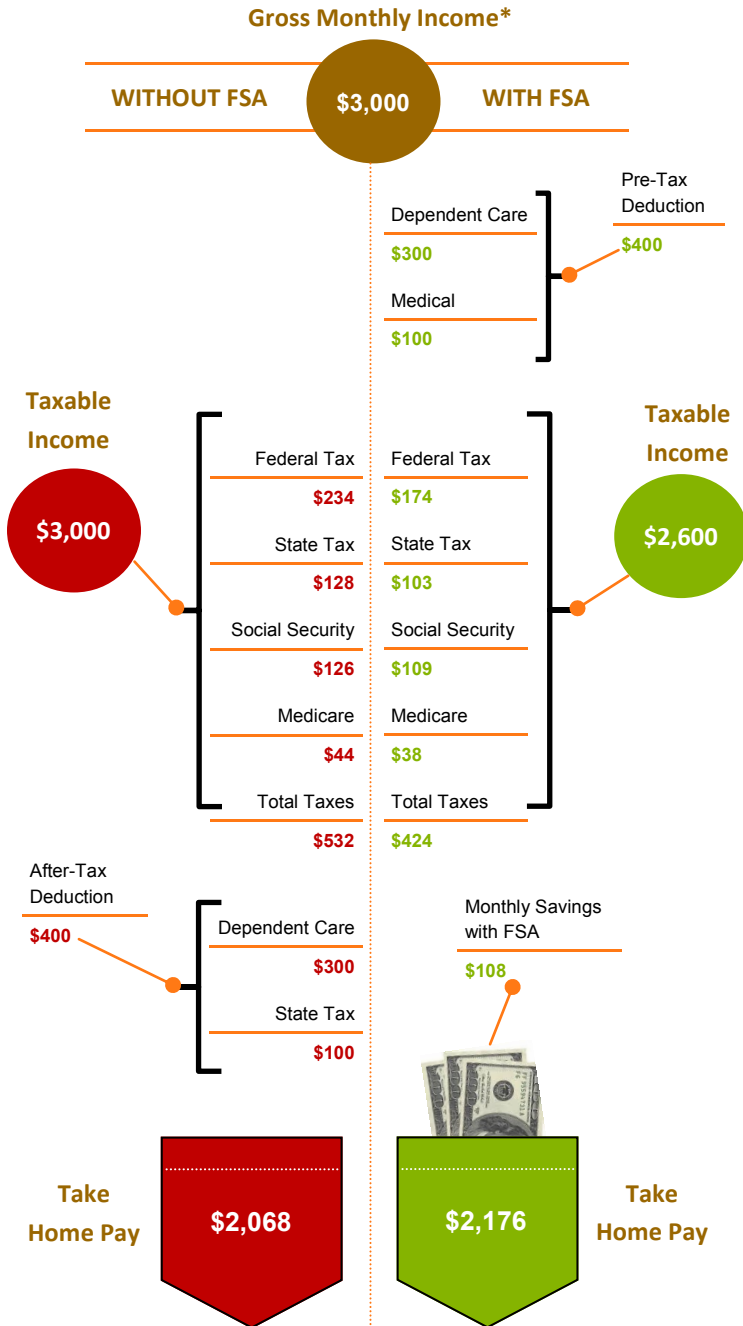 Gross Monthly Income*
WITHOUT FSA
$3,000
WITH FSA
Pre-Tax
Deduction
$400
Dependent Care
$300
Medical
$100
Taxable
Income
$3,000
Federal Tax
$234
State Tax
$128
Social Security
$126
Medicare
$44
Total Taxes
$532
Federal Tax
$174
State Tax
$103
Social Security
$109
Medicare
$38
Total Taxes
$424
Taxable
Income
$2,600
After-Tax
Deduction
$400
Dependent Care
$300
State Tax
$100
Monthly Savings
with FSA
$108
Take
Home Pay
$2,068
$2,176
Take
Home Pay